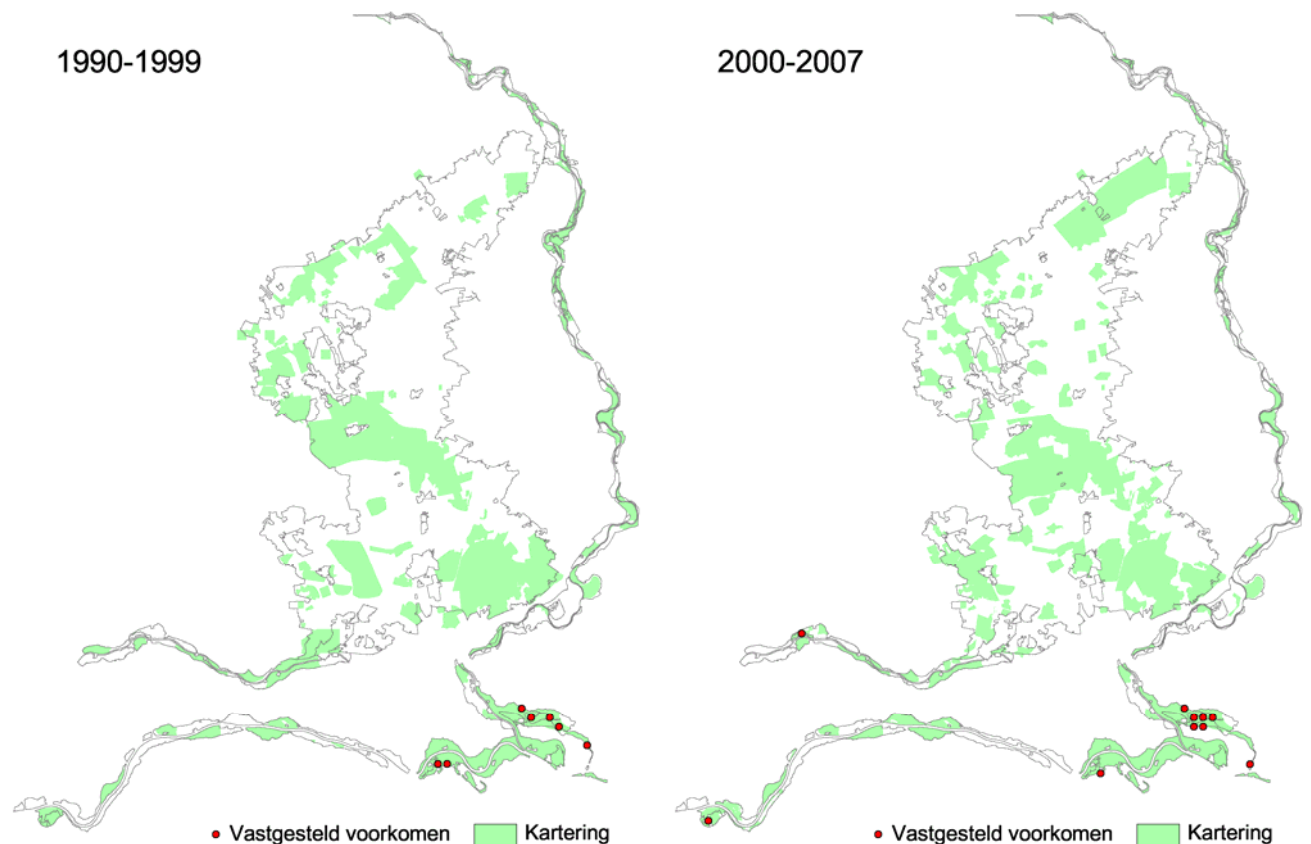 1990-1999
2000-2007
Vastgesteld voorkomen
Kartering
Vastgesteld voorkomen
Kartering